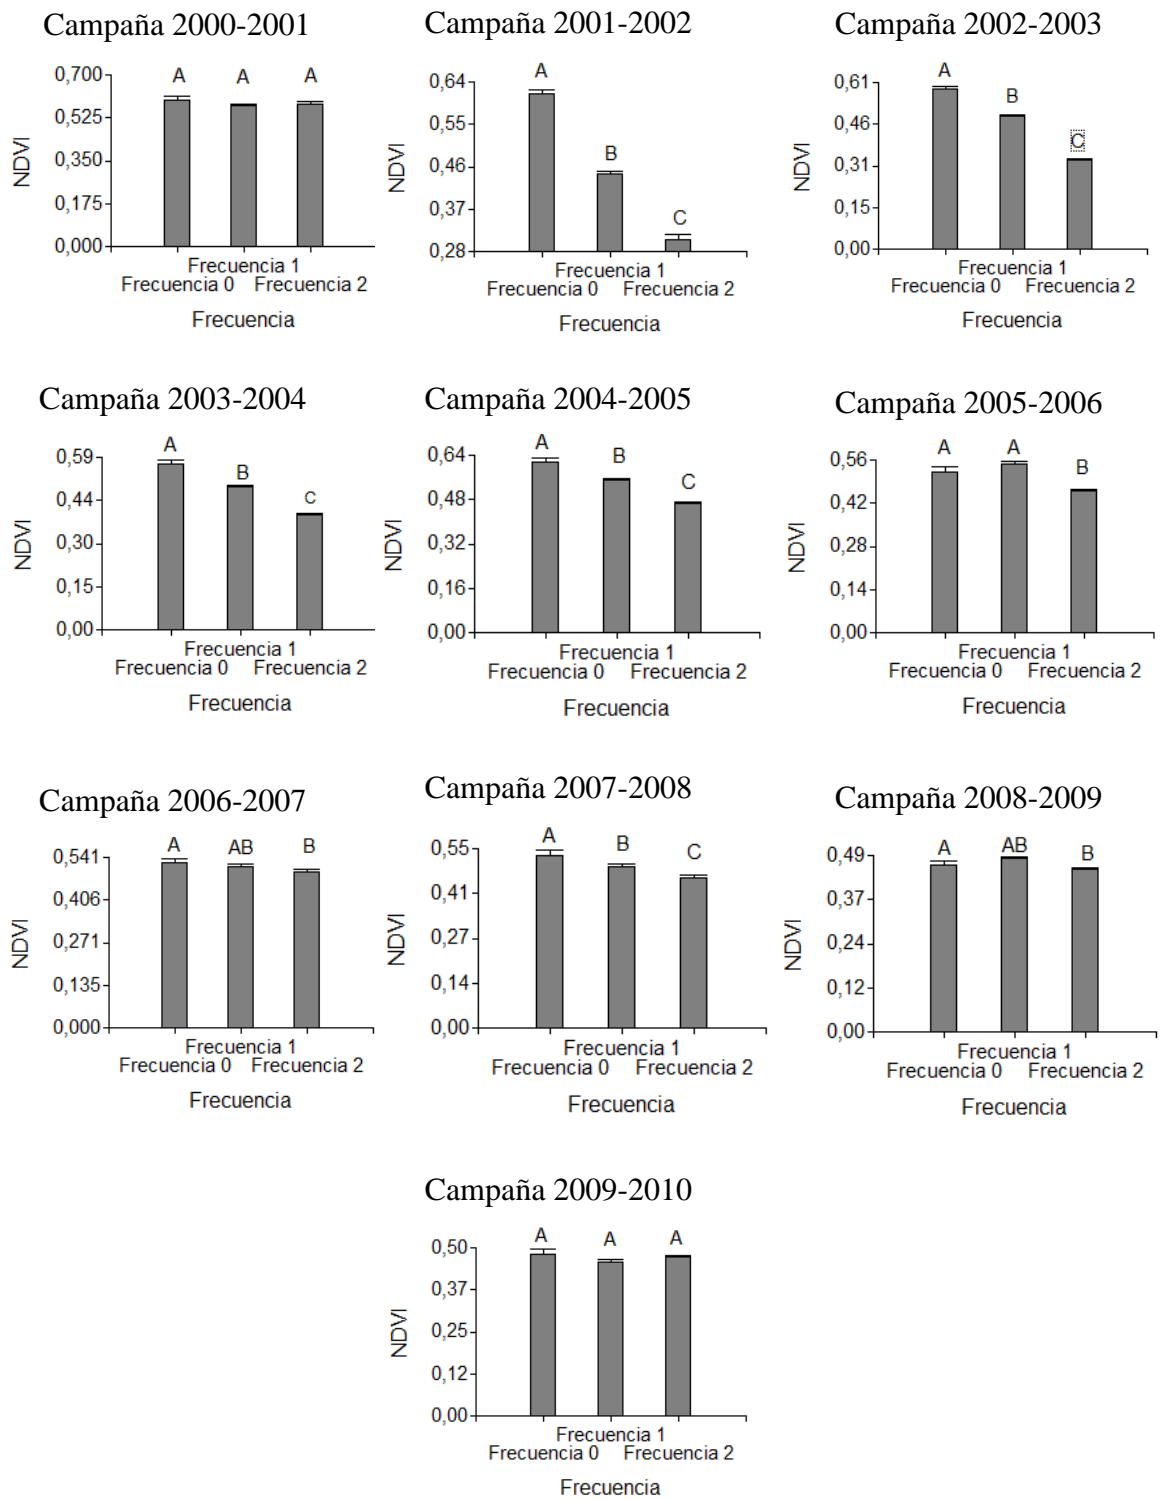 Campaña 2000-2001
0,700
0,525
0,350
0,175
0,000
NDVI
A A A
Frecuencia 1
Frecuencia 0 Frecuencia 2
Frecuencia
Campaña 2001-2002
0,64
0,55
0,46
0,37
0,28
NDVI
A
B
C
Frecuencia 1
Frecuencia 0 Frecuencia 2
Frecuencia
Campaña 2002-2003
0,61
0,46
0,31
0,15
0,00
NDVI
A
B
C
Frecuencia 1
Frecuencia 0 Frecuencia 2
Frecuencia
Campaña 2003-2004
0,59
0,44
0,30
0,15
0,00
NDVI
A
B
C
Frecuencia 1
Frecuencia 0 Frecuencia 2
Frecuencia
Campaña 2004-2005
0,64
0,48
0,32
0,16
0,00
NDVI
A
B
C
Frecuencia 1
Frecuencia 0 Frecuencia 2
Frecuencia
Campaña 2005-2006
0,56
0,42
0,28
0,14
0,00
NDVI
A A
B
Frecuencia 1
Frecuencia 0 Frecuencia 2
Frecuencia
Campaña 2006-2007
0,541
0,406
0,271
0,135
0,000
NDVI
A AB B
Frecuencia 1
Frecuencia 0 Frecuencia 2
Frecuencia
Campaña 2007-2008
0,55
0,41
0,27
0,14
0,00
NDVI
A
B
C
Frecuencia 1
Frecuencia 0 Frecuencia 2
Frecuencia
Campaña 2008-2009
0,49
0,37
0,24
0,12
0,00
NDVI
A AB B
Frecuencia 1
Frecuencia 0 Frecuencia 2
Frecuencia
Campaña 2009-2010
0,50
0,37
0,25
0,12
0,00
NDVI
A A A
Frecuencia 1
Frecuencia 0 Frecuencia 2
Frecuencia